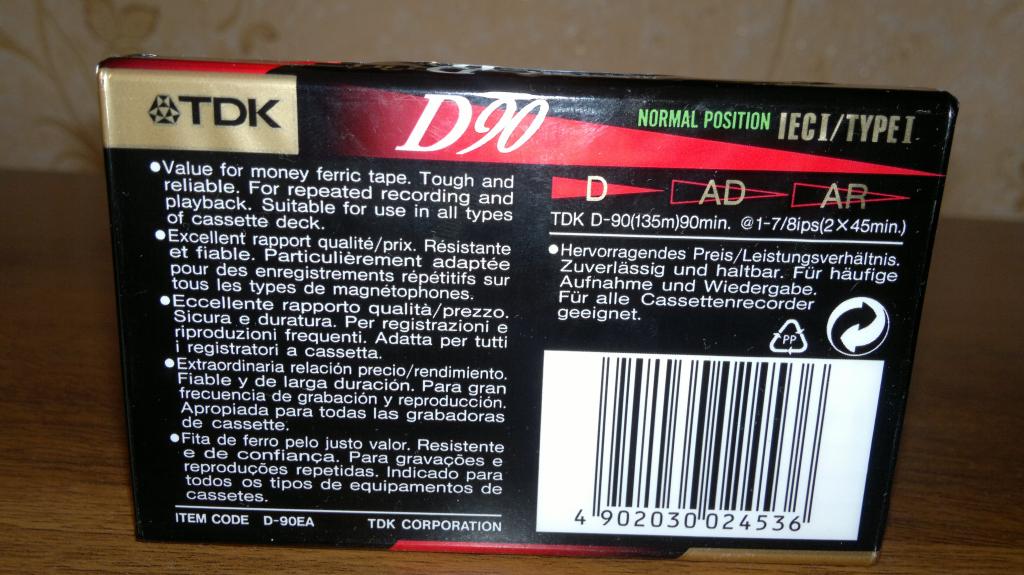 TDK
D90
NORMAL POSITION IECI/TYPEI
•Value for money ferric tape. Tough and
reliable. For repeated recording and
playback. Suitable for use in all types
of cassette deck.
•Excellent rapport qualité/prix. Résistante
et fiable. Particulièrement adaptée
pour des enregistrements répétitifs sur
tous les types de magnétophones.
•Eccellente rapporto qualità/prezzo.
Sicura e duratura. Per registrazioni e
riproduzioni frequenti. Adatta per tutti
i registratori a cassetta.
•Extraordinaria relación precio/rendimiento.
Fiable y de larga duración. Para gran
frecuencia de grabación y reproducción.
Apropiada para todas las grabadoras
de cassette.
•Fita de ferro pelo justo valor. Resistente
e de confiança. Para gravações e
reproduções repetidas. Indicado para
todos os tipos de equipamentos de
cassetes.
ITEM CODE D-90EA TDK CORPORATION
D AD AR
TDK D-90(135m)90min. @1-7/8ips(2×45min.)
•Hervorragendes Preis/Leistungsverhältnis.
Zuverlässig und haltbar. Für häufige
Aufnahme und Wiedergabe.
Für alle Cassettenrecorder
geeignet.
PP
4 902030 024536